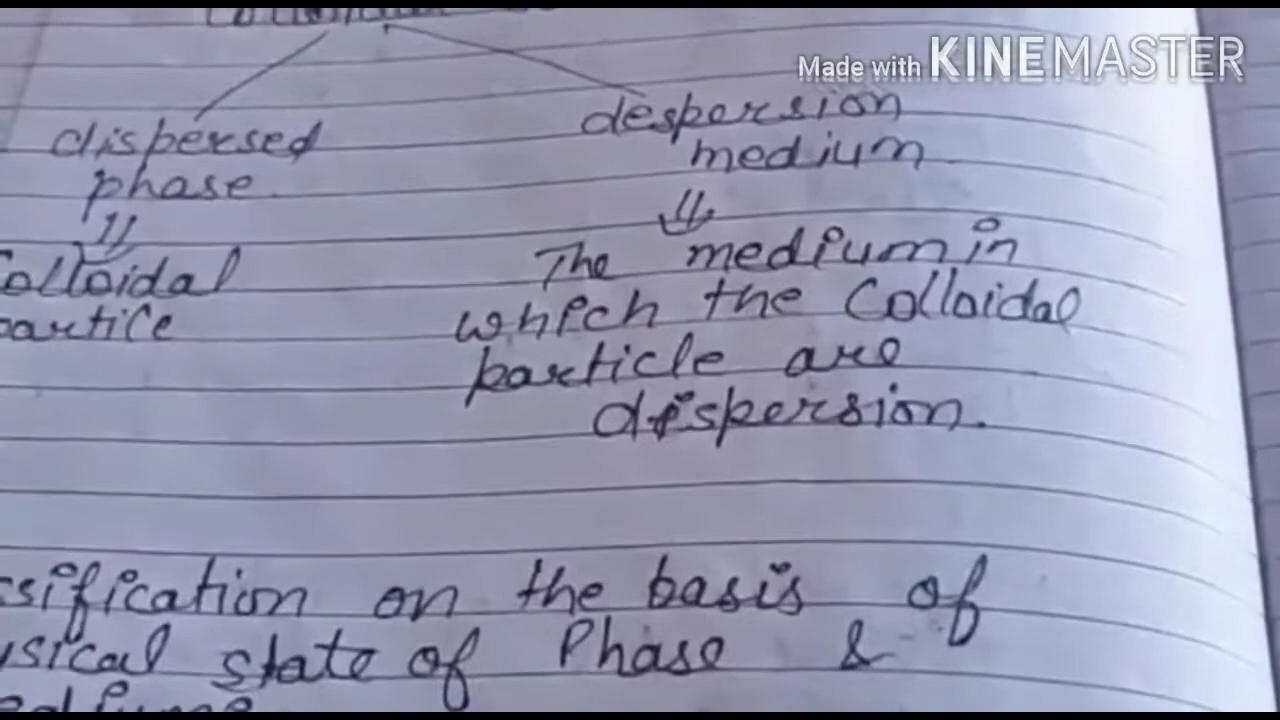 Made with KINEMASTER
dispersed
phase
despersion
medium
Colloidal
partice
The medium in
which the Colloidal
particle are
dispersion.
sification on the basis of
sical state of Phase &